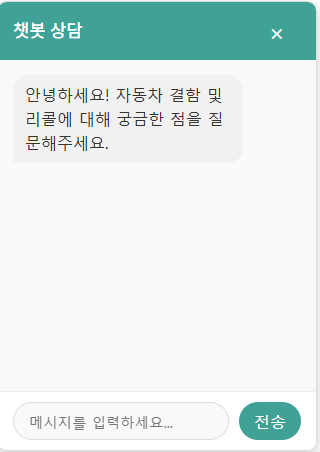 챗봇 상담
×
안녕하세요! 자동차 결함 및
리콜에 대해 궁금한 점을 질
문해주세요.
메시지를 입력하세요...
전송